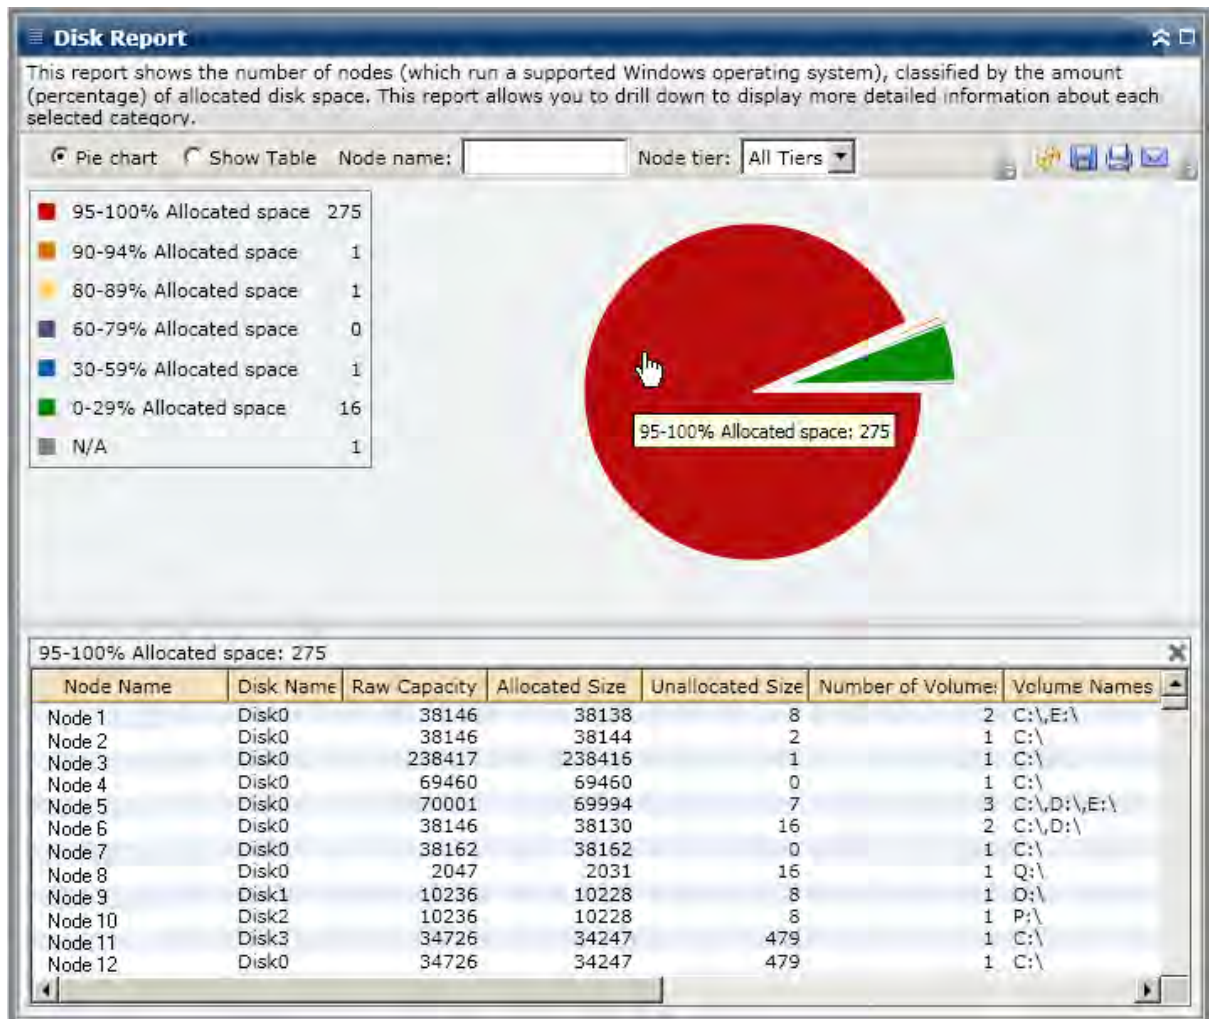 Disk Report
This report shows the number of nodes (which run a supported Windows operating system), classified by the amount
(percentage) of allocated disk space. This report allows you to drill down to display more detailed information about each
selected category.
Pie chart Show Table Node name: Node tier: All Tiers
95-100% Allocated space 275
90-94% Allocated space 1
80-89% Allocated space 1
60-79% Allocated space 0
30-59% Allocated space 1
0-29% Allocated space 16
N/A 1
95-100% Allocated space: 275
95-100% Allocated space: 275
Node Name Disk Name Raw Capacity Allocated Size Unallocated Size Number of Volume: Volume Names
Node 1 Disk0 38146 38138 8 2 C:\,E:\
Node 2 Disk0 38146 38144 2 1 C:\
Node 3 Disk0 238417 238416 1 1 C:\
Node 4 Disk0 69460 69460 0 1 C:\
Node 5 Disk0 70001 69994 7 3 C:\,D:\,E:\
Node 6 Disk0 38146 38130 16 2 C:\,D:\
Node 7 Disk0 38162 38162 0 1 C:\
Node 8 Disk0 2047 2031 16 1 Q:\
Node 9 Disk1 10236 10228 8 1 O:\
Node 10 Disk2 10236 10228 8 1 P:\
Node 11 Disk3 34726 34247 479 1 C:\
Node 12 Disk0 34726 34247 479 1 C:\